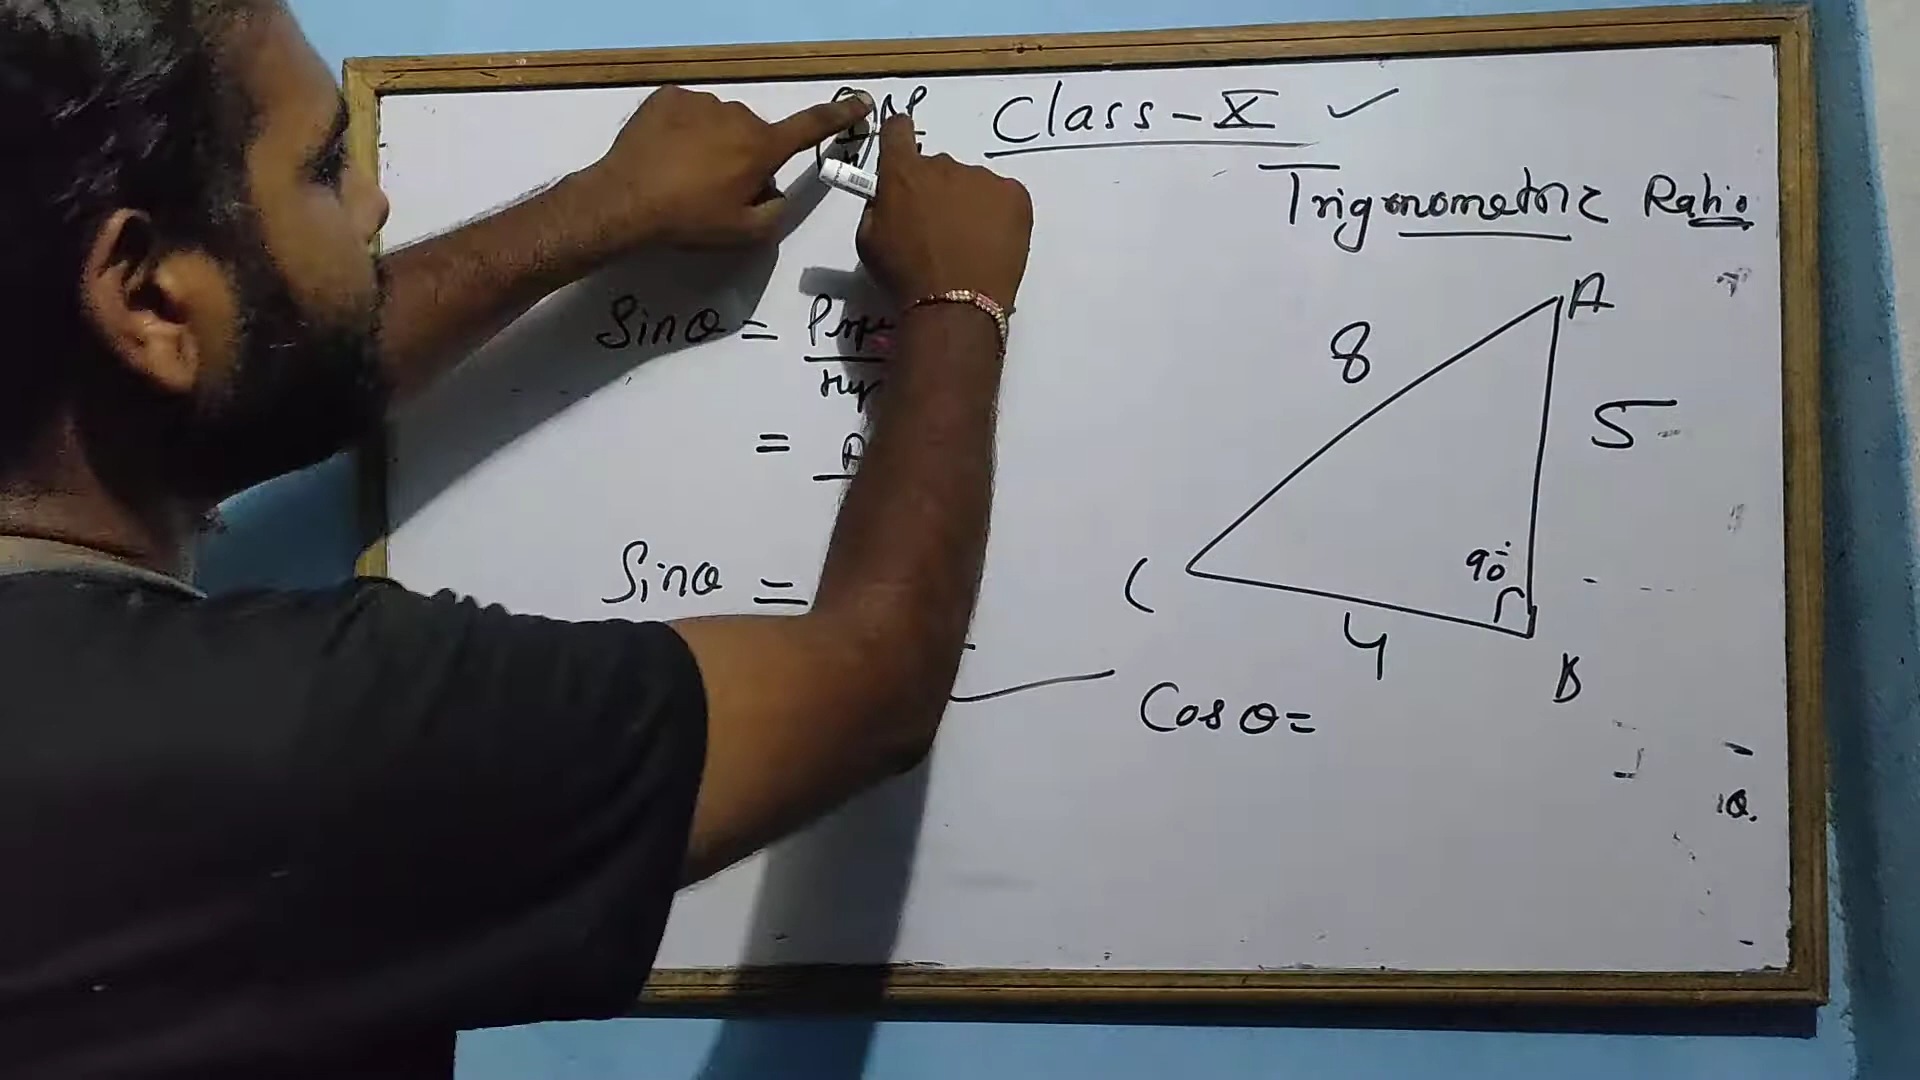 Class - X ✓
Trigonometric Ratio
A
8
Sinθ =
5
=
90°
Sinθ =
C
4
B
Cosθ =